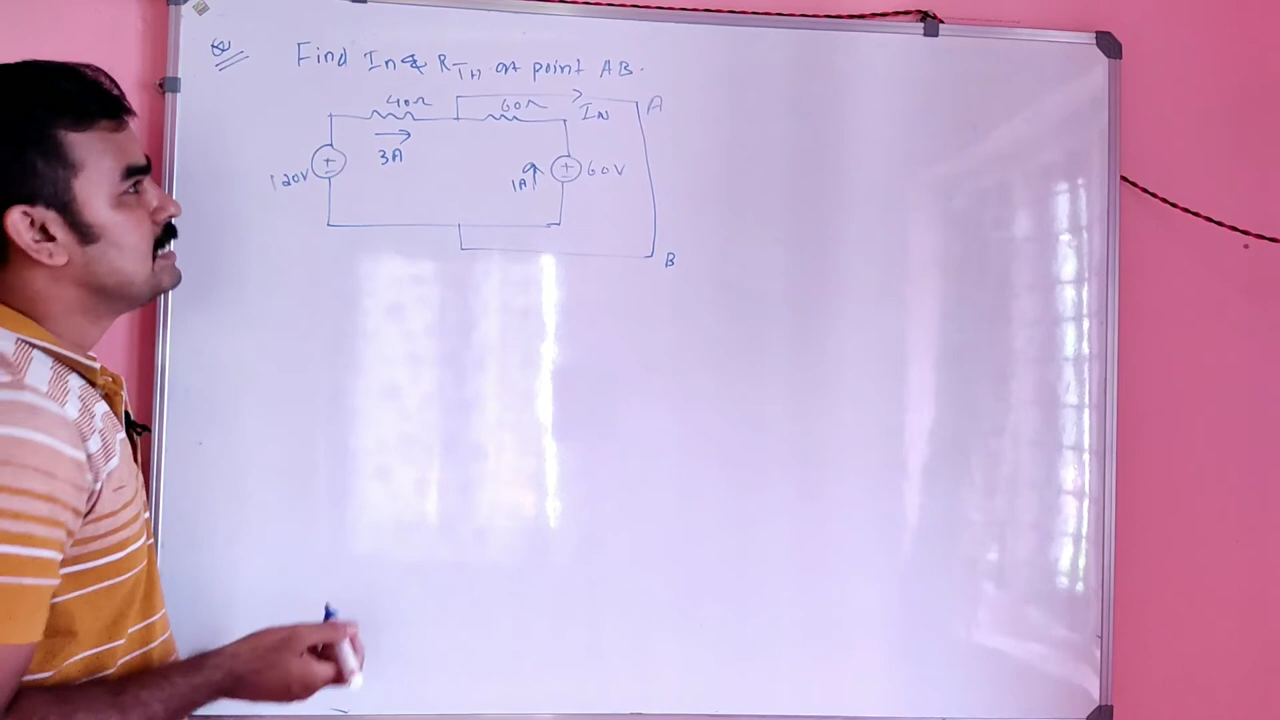 Q
Find IN & RTH at point AB.
40Ω
60Ω
IN
A
3A
120V
1A
60V
B